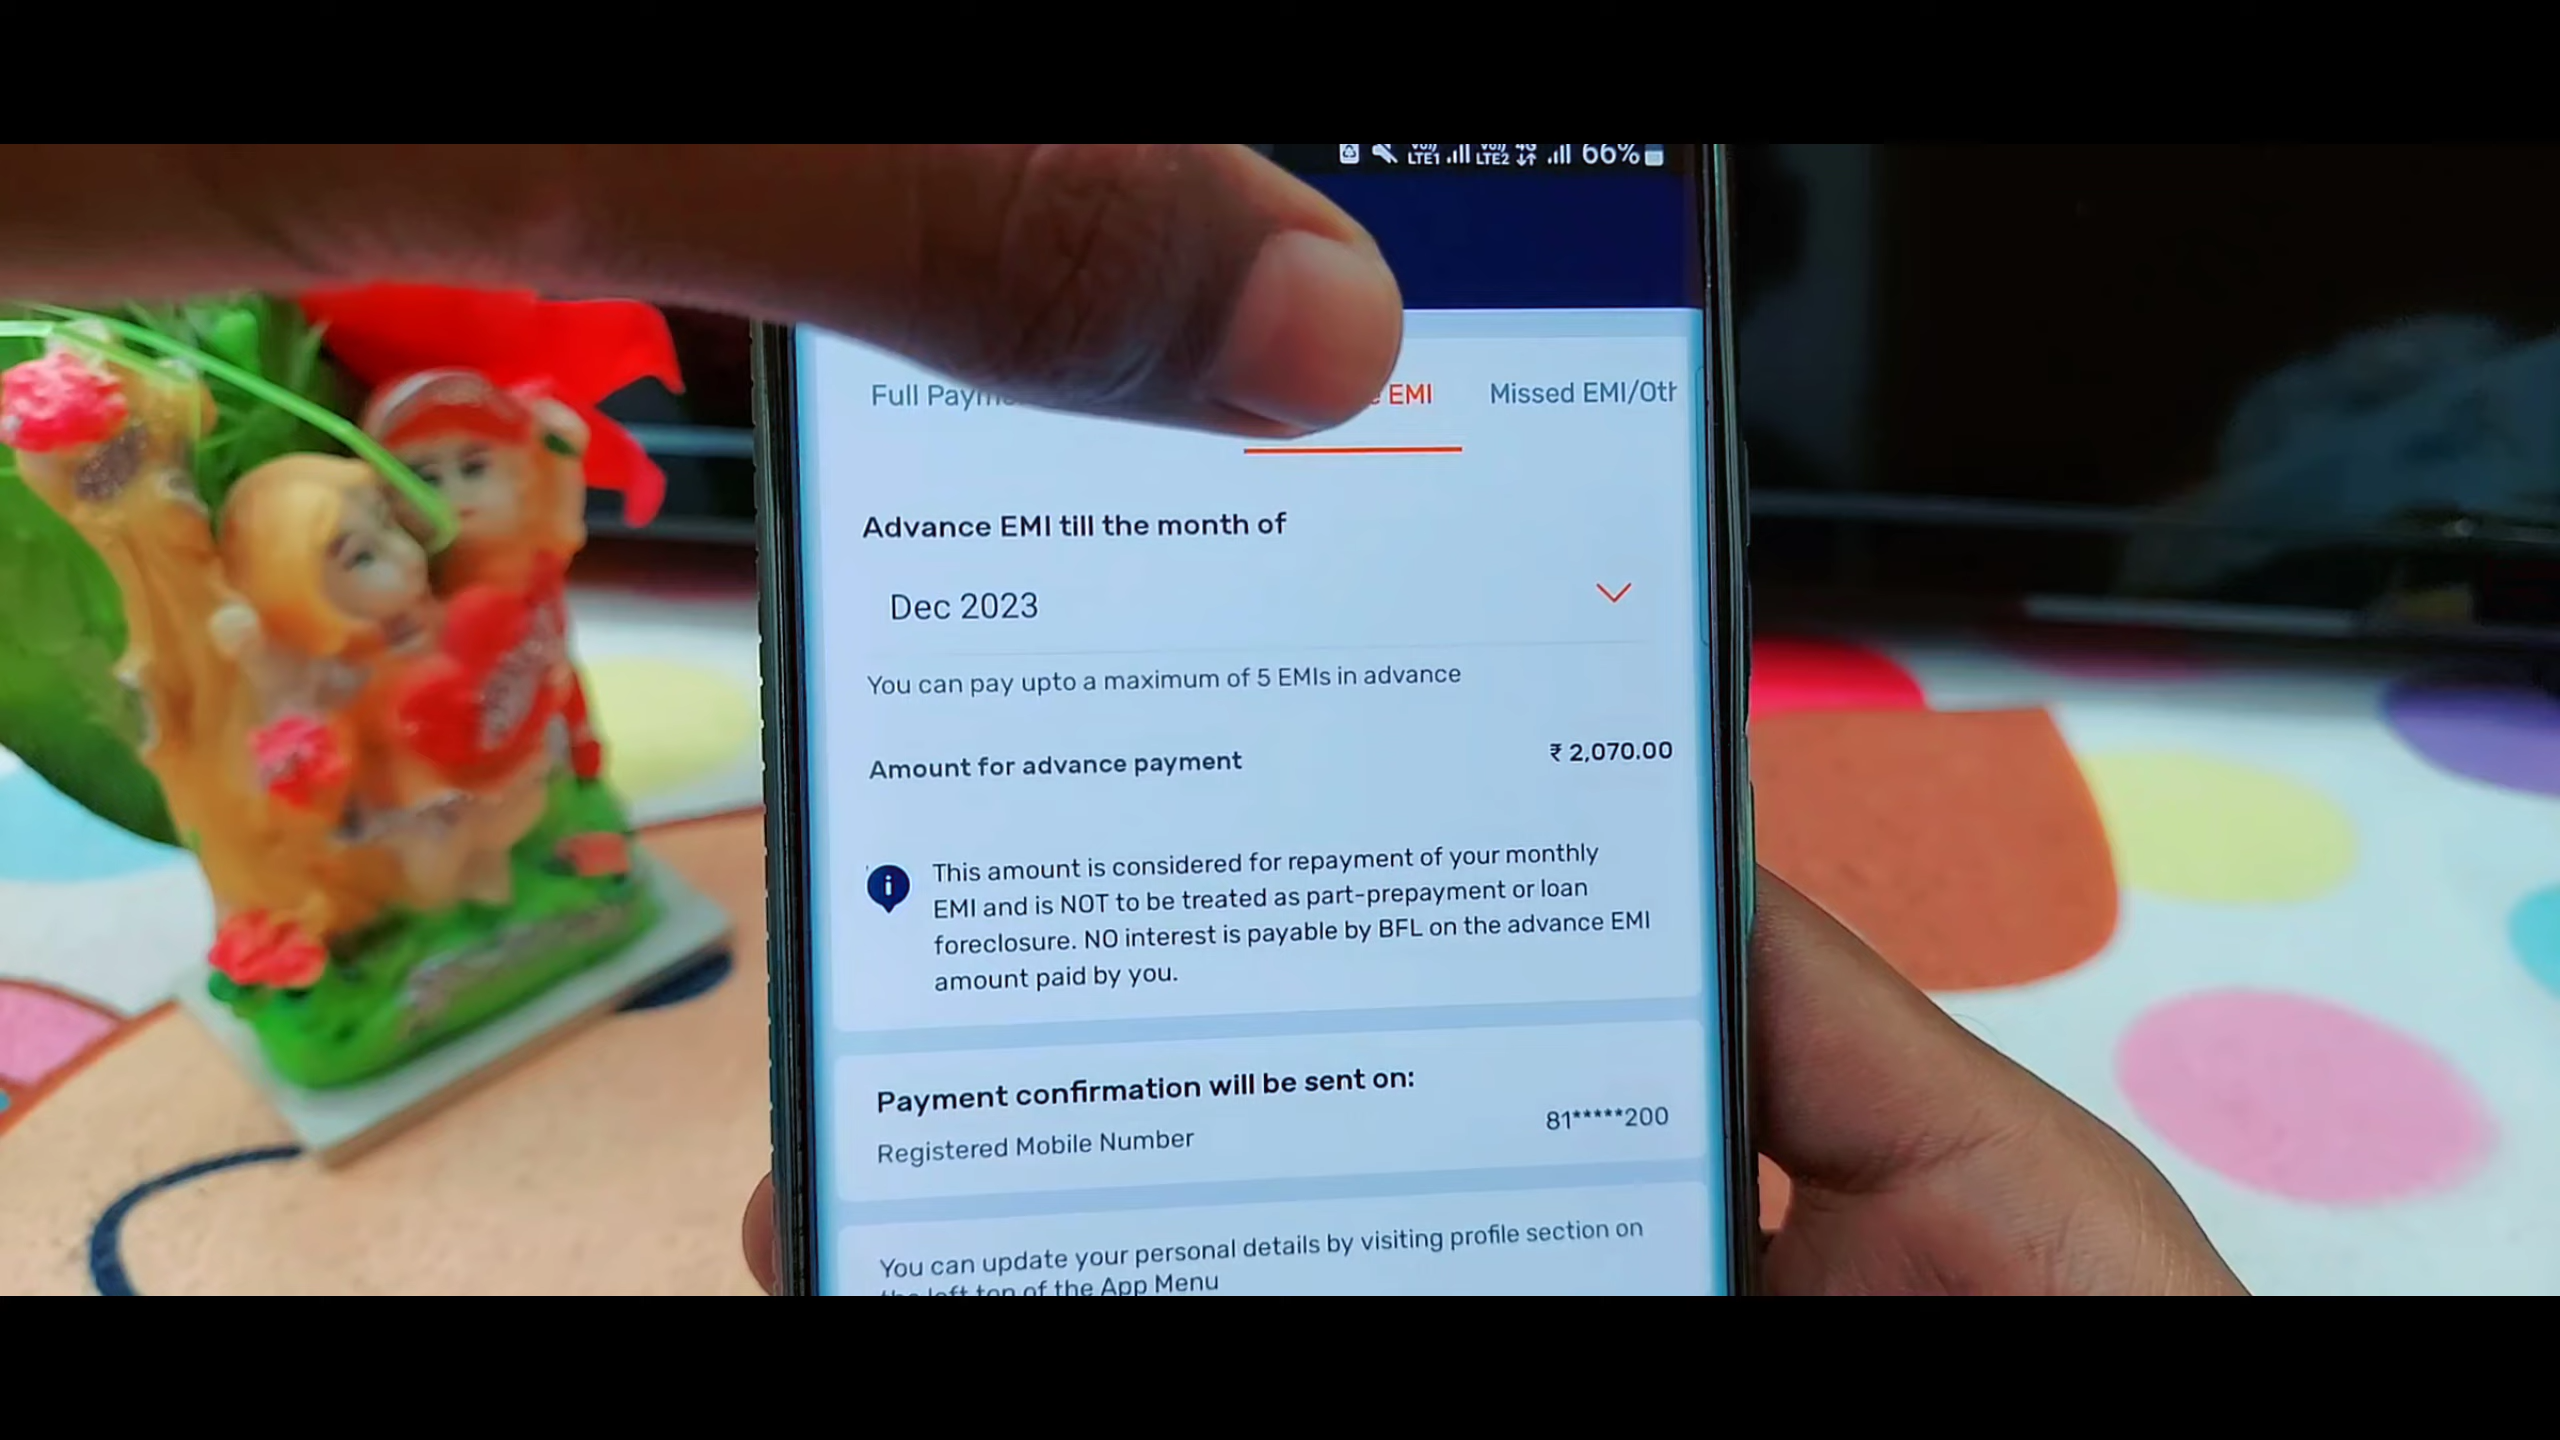 LTE1 LTE2 66%
Full EMI Missed EMI/Oth
Advance EMI till the month of
Dec 2023
You can pay upto a maximum of 5 EMIs in advance
Amount for advance payment ₹ 2,070.00
This amount is considered for repayment of your monthly
EMI and is NOT to be treated as part-prepayment or loan
foreclosure. NO interest is payable by BFL on the advance EMI
amount paid by you.
Payment confirmation will be sent on:
Registered Mobile Number 81*****200
You can update your personal details by visiting profile section on
the left top of the App Menu